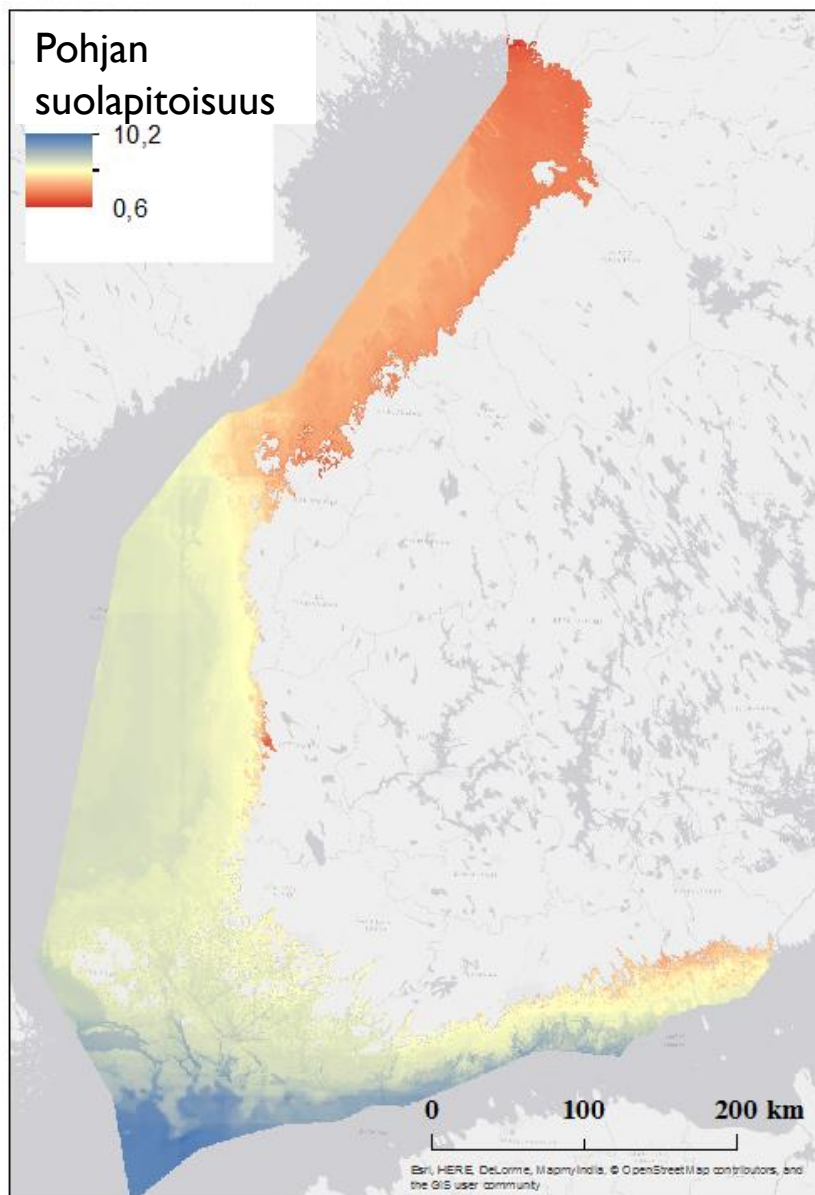 Pohjan
suolapitoisuus
10,2
0,6
0 100 200 km
Esri, HERE, DeLorme, MapmyIndia, © OpenStreetMap contributors, and
the GIS user community